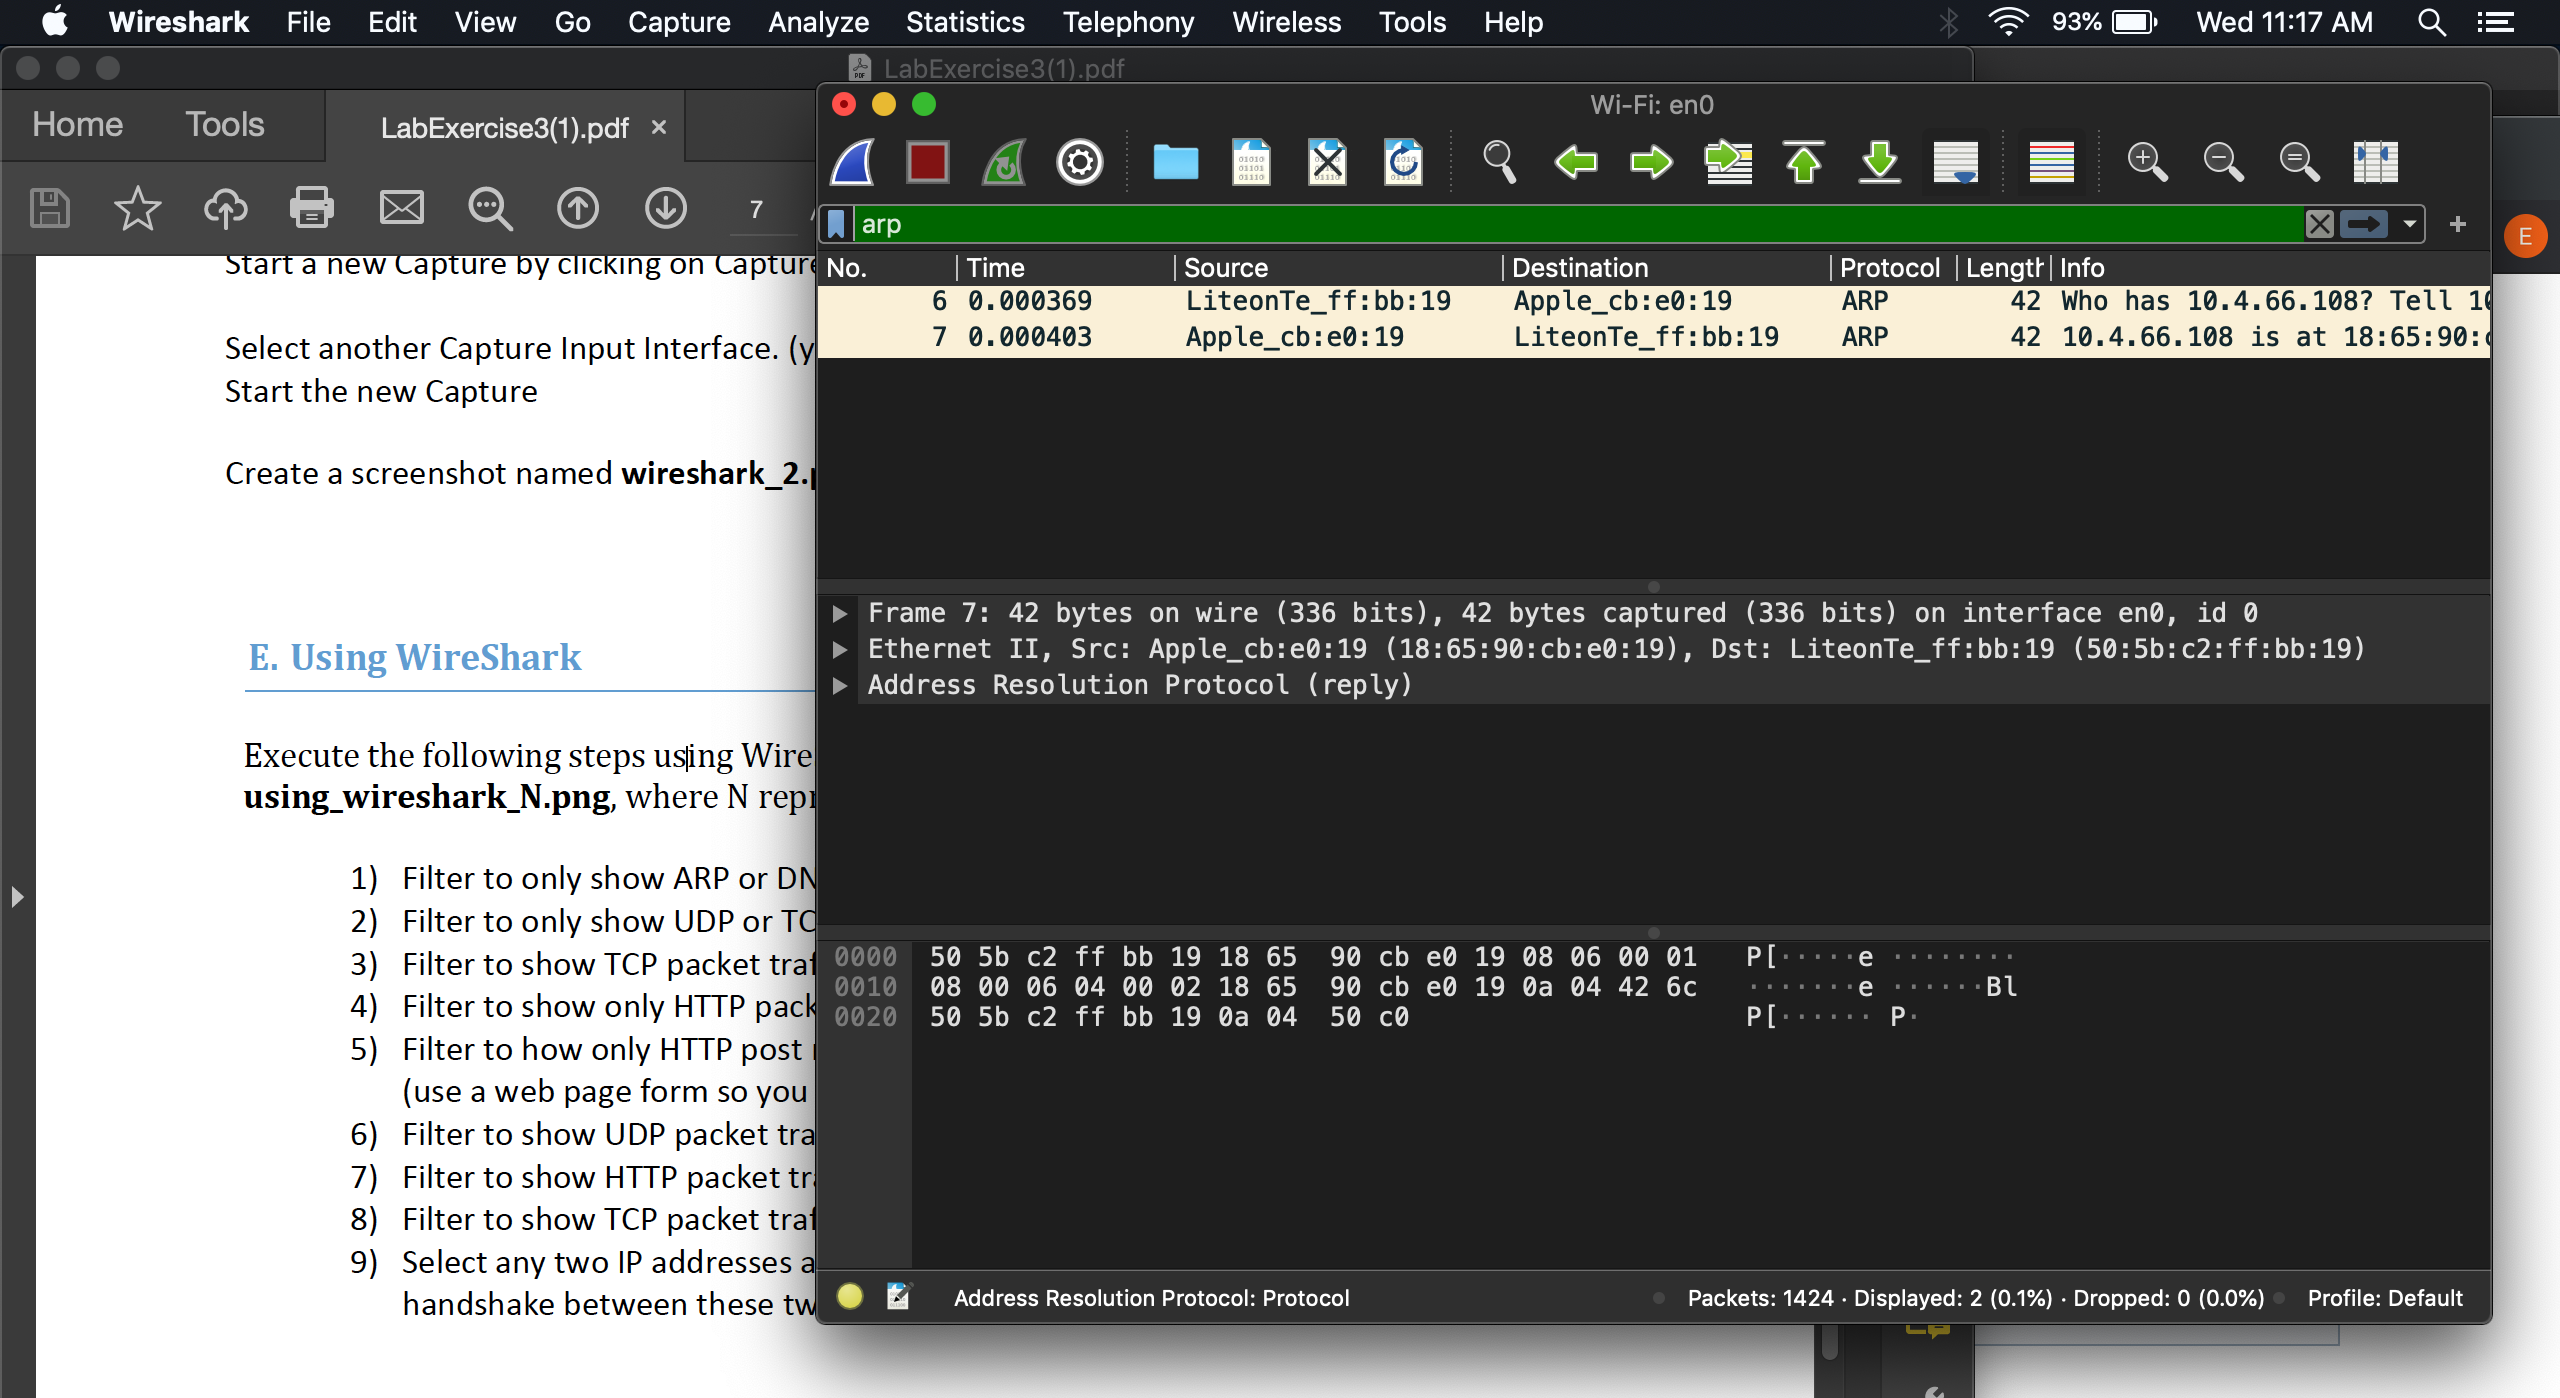 Wireshark File Edit View Go Capture Analyze Statistics Telephony Wireless Tools Help 93% Wed 11:17 AM
LabExercise3(1).pdf
Home Tools LabExercise3(1).pdf ×
7
Start a new Capture by clicking on Capture
Select another Capture Input Interface. (y
Start the new Capture
Create a screenshot named wireshark_2.p
E. Using WireShark
Execute the following steps using Wire
using_wireshark_N.png, where N repr
1) Filter to only show ARP or DN
2) Filter to only show UDP or TC
3) Filter to show TCP packet traf
4) Filter to show only HTTP pack
5) Filter to how only HTTP post
(use a web page form so you
6) Filter to show UDP packet tra
7) Filter to show HTTP packet tr
8) Filter to show TCP packet traf
9) Select any two IP addresses a
handshake between these tw
Wi-Fi: en0
arp
E
No. Time Source Destination Protocol Length Info
6 0.000369 LiteonTe_ff:bb:19 Apple_cb:e0:19 ARP 42 Who has 10.4.66.108? Tell 10
7 0.000403 Apple_cb:e0:19 LiteonTe_ff:bb:19 ARP 42 10.4.66.108 is at 18:65:90:c
Frame 7: 42 bytes on wire (336 bits), 42 bytes captured (336 bits) on interface en0, id 0
Ethernet II, Src: Apple_cb:e0:19 (18:65:90:cb:e0:19), Dst: LiteonTe_ff:bb:19 (50:5b:c2:ff:bb:19)
Address Resolution Protocol (reply)
0000 50 5b c2 ff bb 19 18 65 90 cb e0 19 08 06 00 01 P[·····e ········
0010 08 00 06 04 00 02 18 65 90 cb e0 19 0a 04 42 6c ·······e ······Bl
0020 50 5b c2 ff bb 19 0a 04 50 c0 P[······ P·
Address Resolution Protocol: Protocol Packets: 1424 · Displayed: 2 (0.1%) · Dropped: 0 (0.0%) Profile: Default